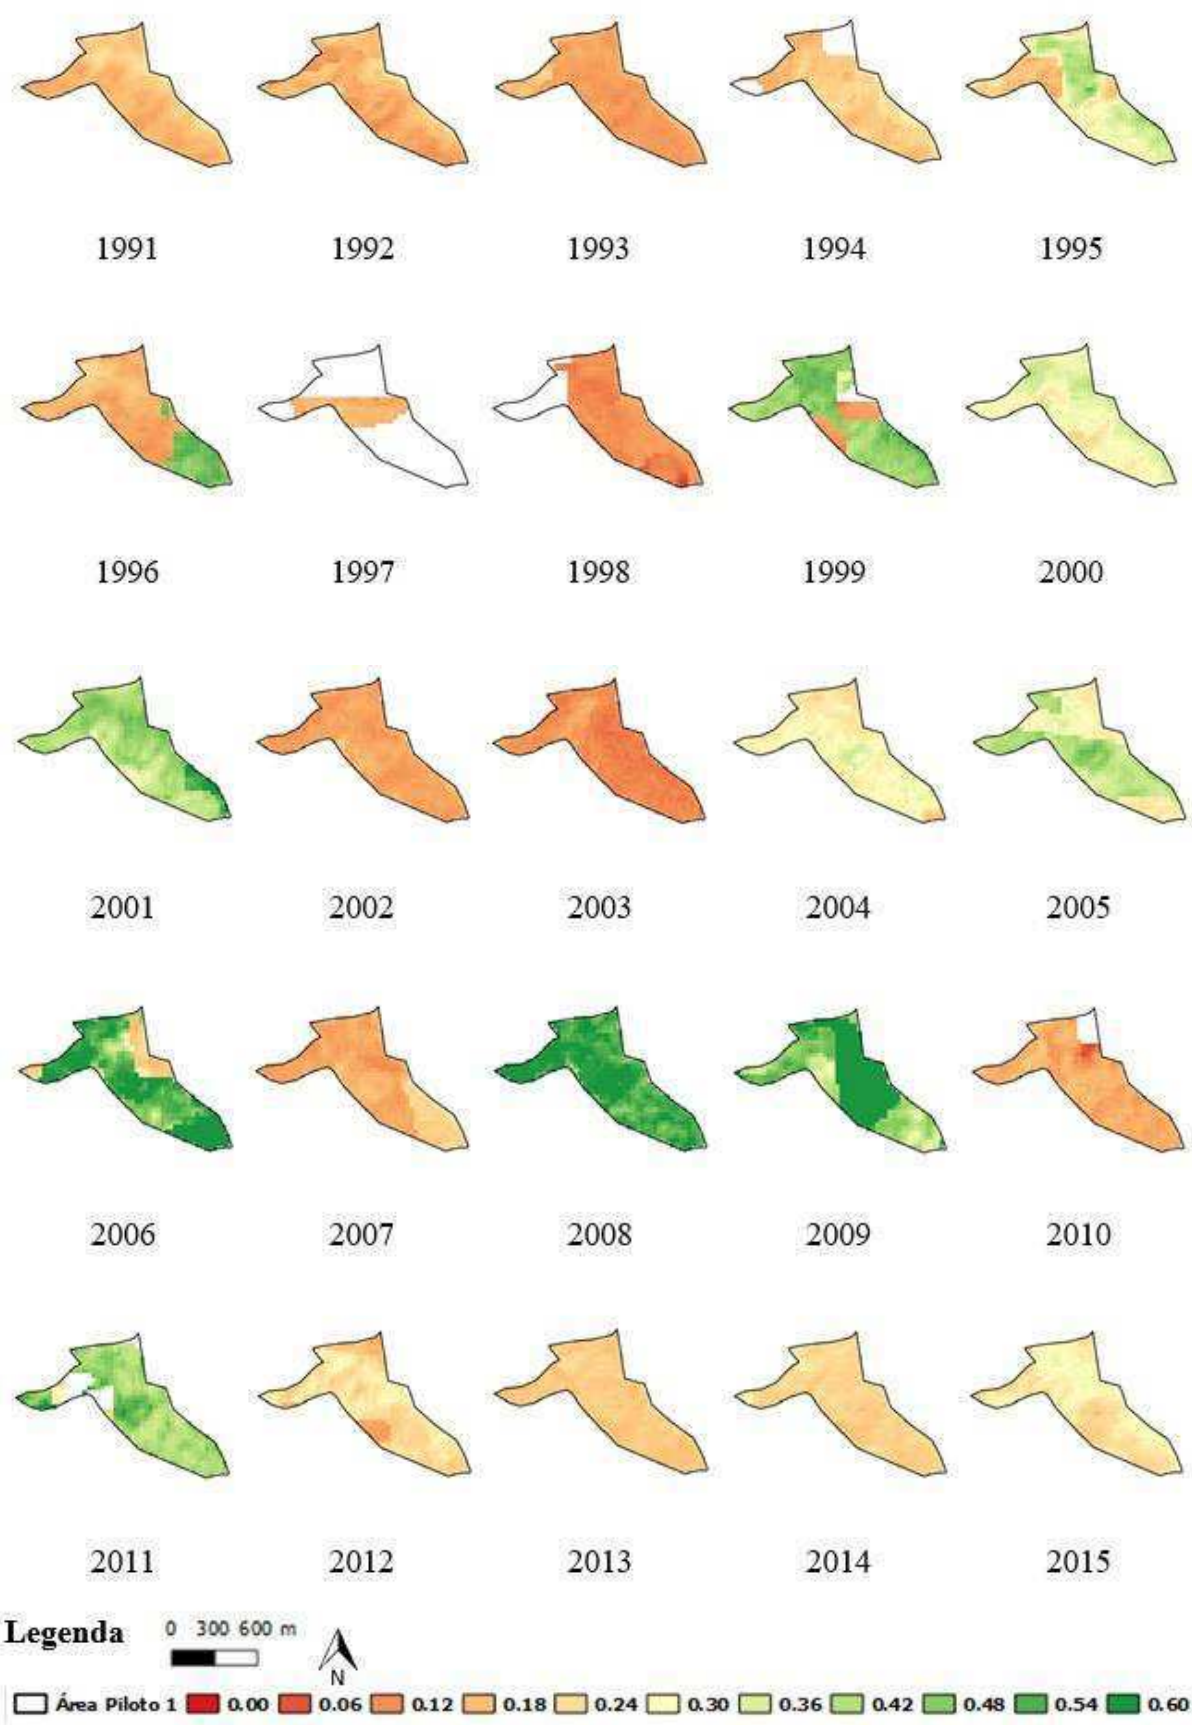 1991 1992 1993 1994 1995
1996 1997 1998 1999 2000
2001 2002 2003 2004 2005
2006 2007 2008 2009 2010
2011 2012 2013 2014 2015
Legenda 0 300 600 m
N
Área Piloto 1 0.00 0.06 0.12 0.18 0.24 0.30 0.36 0.42 0.48 0.54 0.60